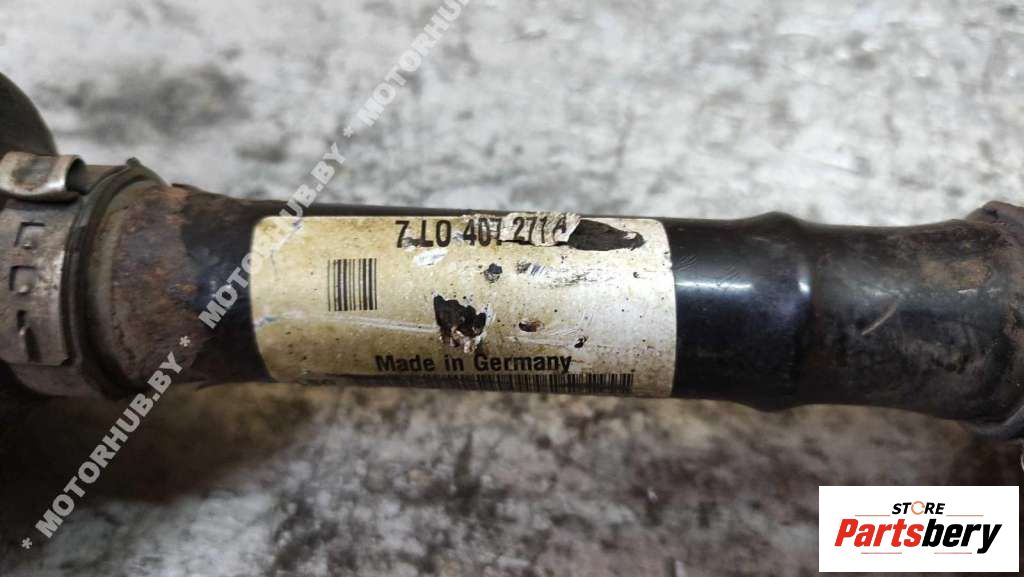 7L0 407 271
Made in Germany
* MOTORHUB.BY * MOTORHUB.BY * MOTORHUB.BY
STORE
Partsbery